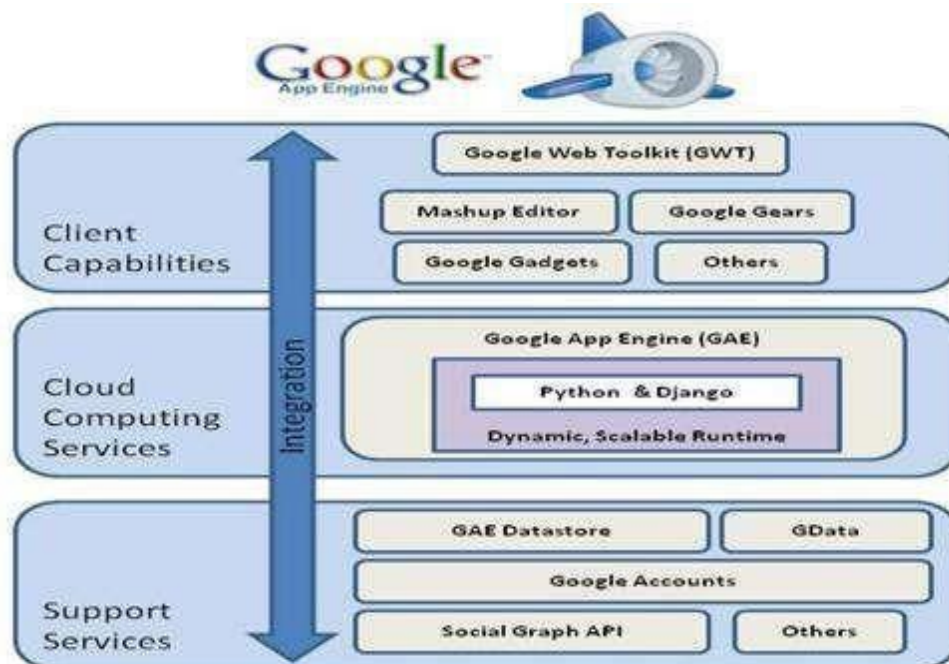 Google™
App Engine
Google Web Toolkit (GWT)
Mashup Editor
Google Gears
Client
Capabilities
Google Gadgets
Others
Integration
Google App Engine (GAE)
Cloud
Computing
Services
Python & Django
Dynamic, Scalable Runtime
GAE Datastore
GData
Google Accounts
Support
Services
Social Graph API
Others